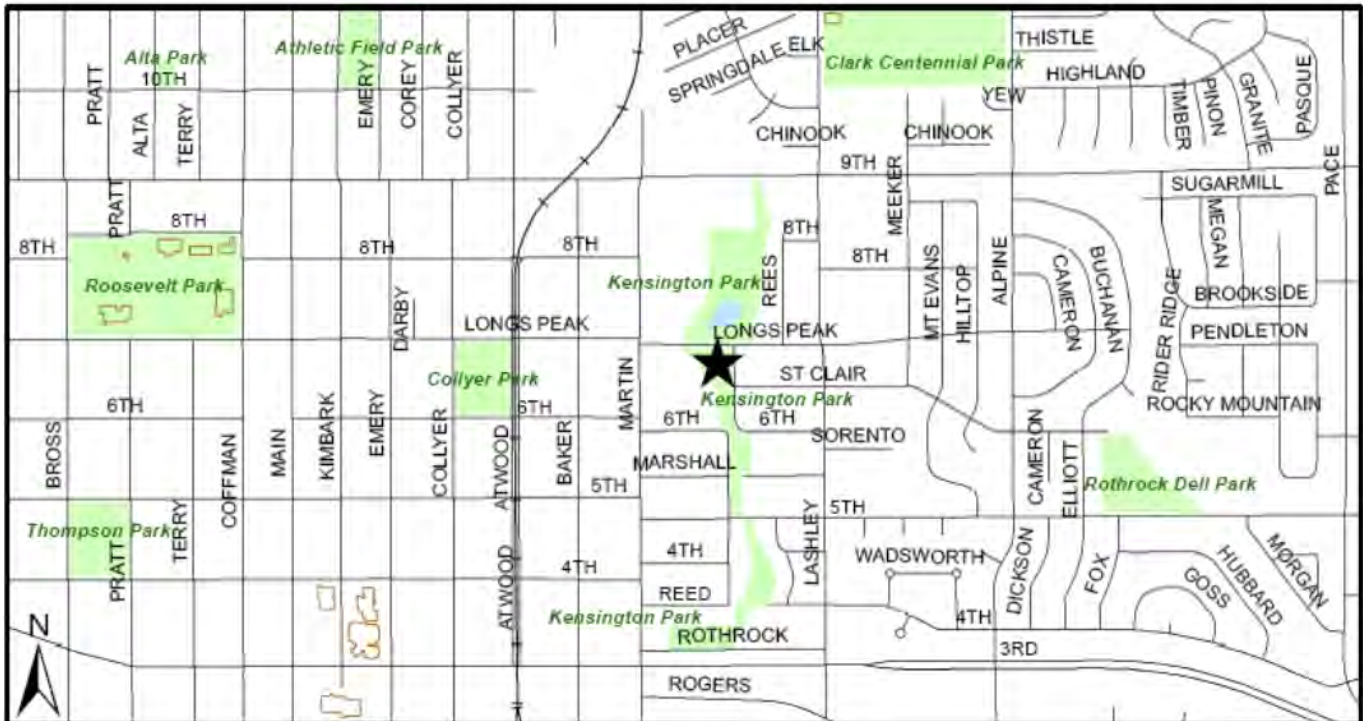 PLACER
ELK
SPRINGDALE
THISTLE
Athletic Field Park
Alta Park
Clark Centennial Park
10TH
HIGHLAND
PRATT
ALTA
TERRY
EMERY
COREY
COLLYER
YEW
TIMBER
PINON
GRANITE
PASQUE
CHINOOK
CHINOOK
9TH
MEEKER
PACE
SUGARMILL
PRATT
8TH
8TH
8TH
8TH
8TH
8TH
MEGAN
Kensington Park
REES
MT EVANS
HILLTOP
ALPINE
CAMERON
BUCHANAN
Roosevelt Park
BROOKSIDE
DARBY
LONGS PEAK
LONGS PEAK
PENDLETON
RIDER RIDGE
Collyer Park
MARTIN
ST CLAIR
Kensington Park
6TH
6TH
ROCKY MOUNTAIN
BROSS
COFFMAN
MAIN
KIMBARK
EMERY
COLLYER
ATWOOD
BAKER
6TH
6TH
SORENTO
CAMERON
ELLIOTT
MARSHALL
5TH
Rothrock Dell Park
5TH
Thompson Park
PRATT
TERRY
ATWOOD
4TH
4TH
LASHLEY
WADSWORTH
DICKSON
FOX
GOSS
HUBBARD
MORGAN
REED
Kensington Park
4TH
N
ROTHROCK
3RD
ROGERS